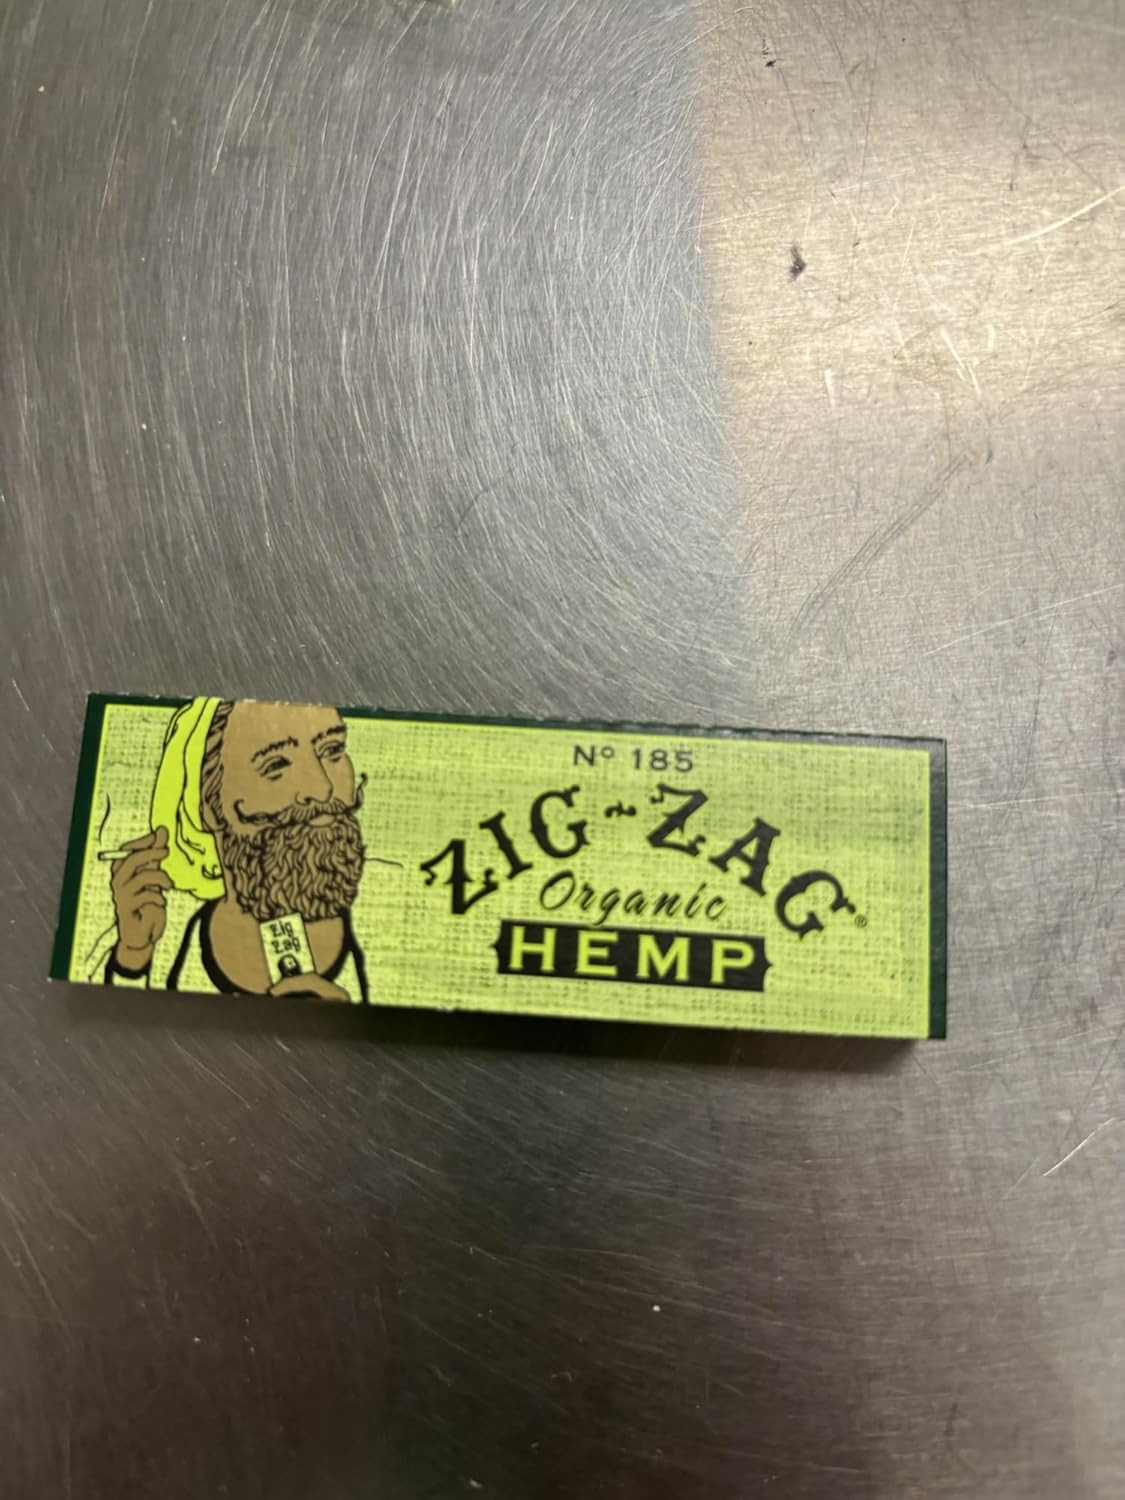 Nº 185
ZIG-ZAG®
Organic
HEMP
Zig
Zag